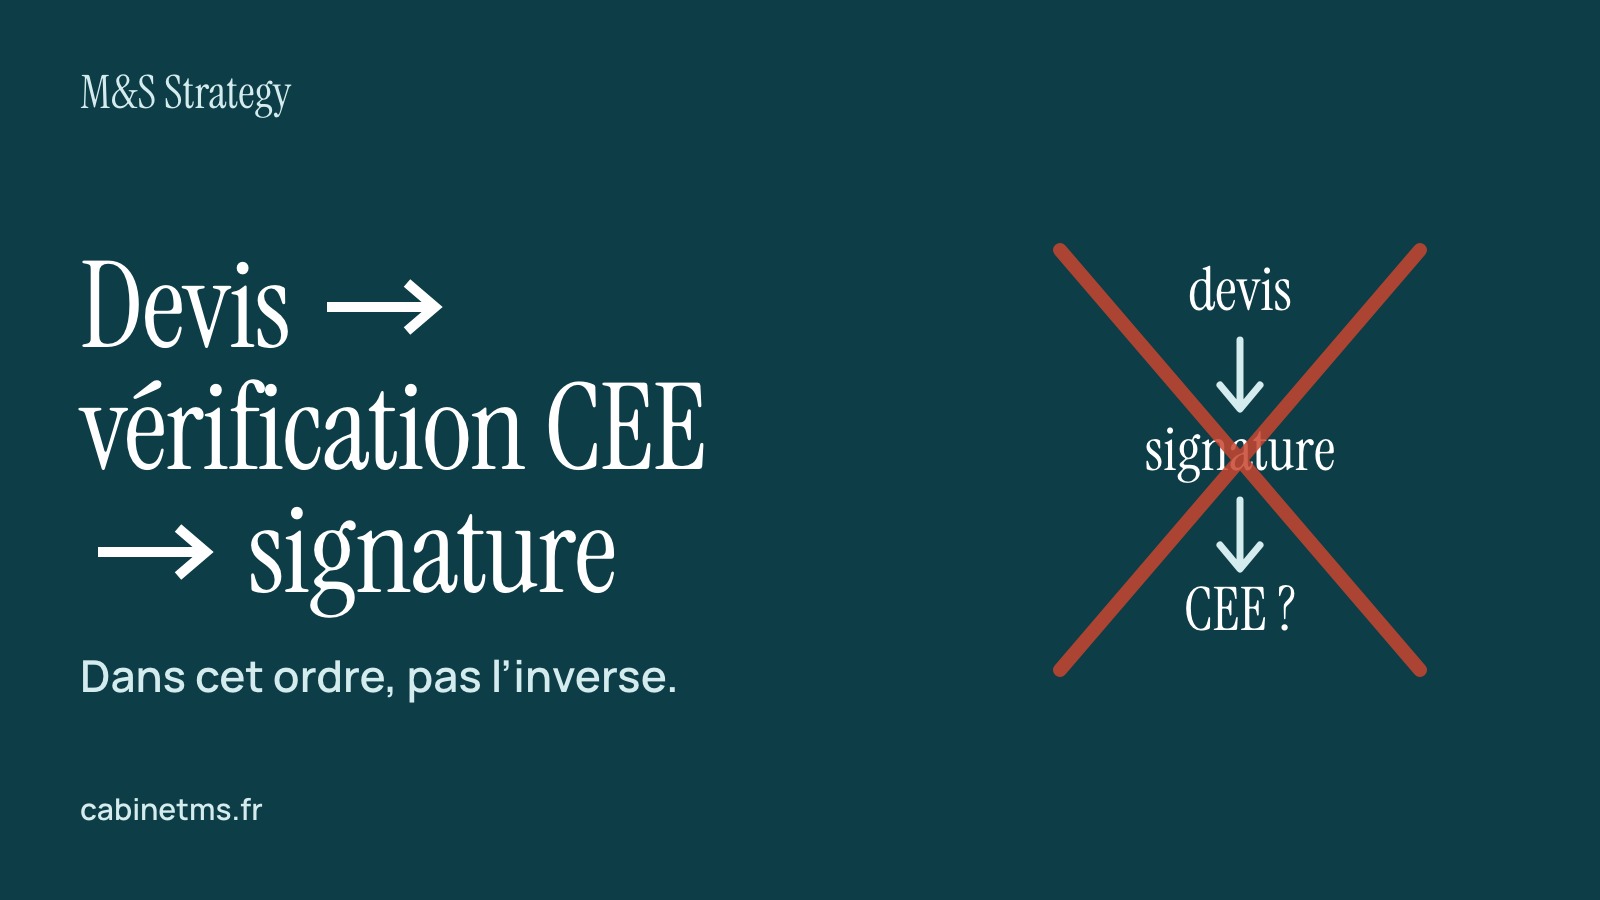 M&S Strategy
Devis →
vérification CEE
→ signature
Dans cet ordre, pas l’inverse.
cabinetms.fr
devis
↓
signature
↓
CEE ?